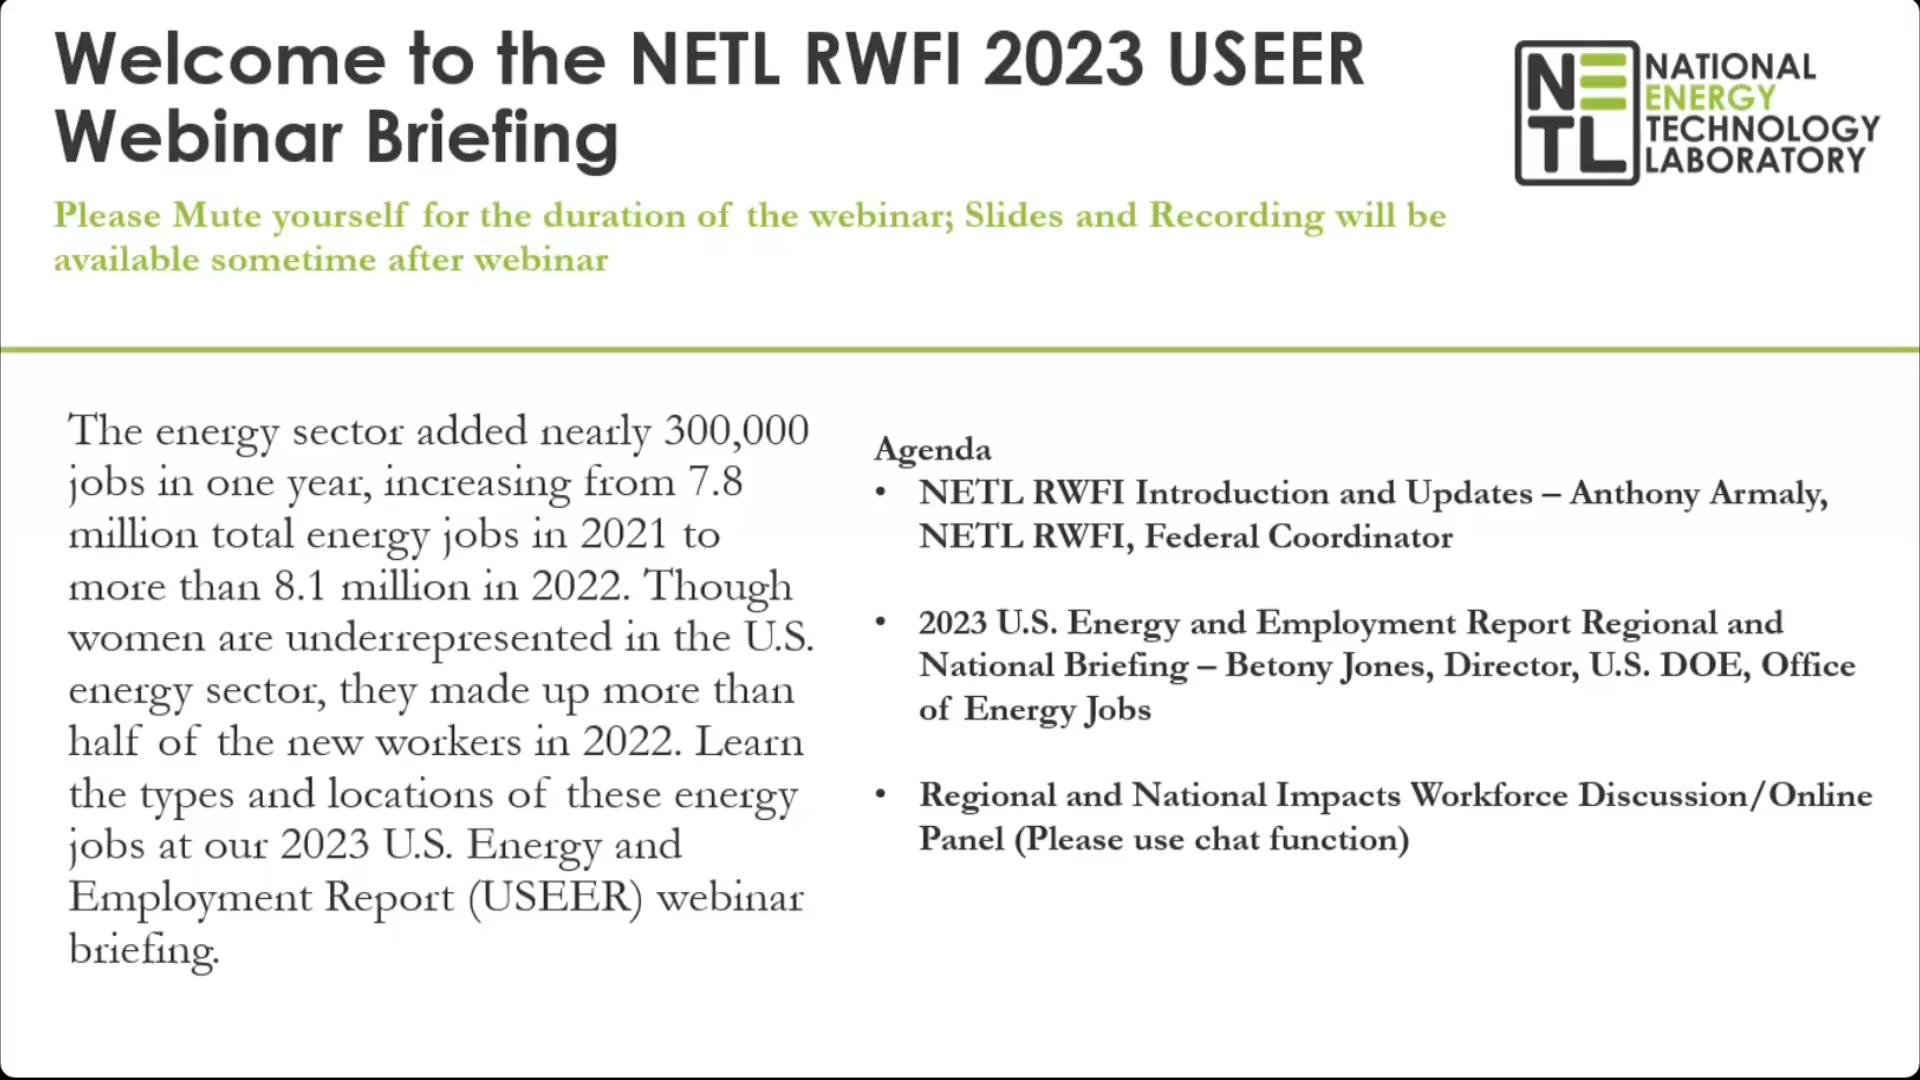 Welcome to the NETL RWFI 2023 USEER
Webinar Briefing
Please Mute yourself for the duration of the webinar; Slides and Recording will be
available sometime after webinar
NETL
NATIONAL
ENERGY
TECHNOLOGY
LABORATORY
The energy sector added nearly 300,000
jobs in one year, increasing from 7.8
million total energy jobs in 2021 to
more than 8.1 million in 2022. Though
women are underrepresented in the U.S.
energy sector, they made up more than
half of the new workers in 2022. Learn
the types and locations of these energy
jobs at our 2023 U.S. Energy and
Employment Report (USEER) webinar
briefing.
Agenda
• NETL RWFI Introduction and Updates – Anthony Armaly,
NETL RWFI, Federal Coordinator
• 2023 U.S. Energy and Employment Report Regional and
National Briefing – Betony Jones, Director, U.S. DOE, Office
of Energy Jobs
• Regional and National Impacts Workforce Discussion/Online
Panel (Please use chat function)